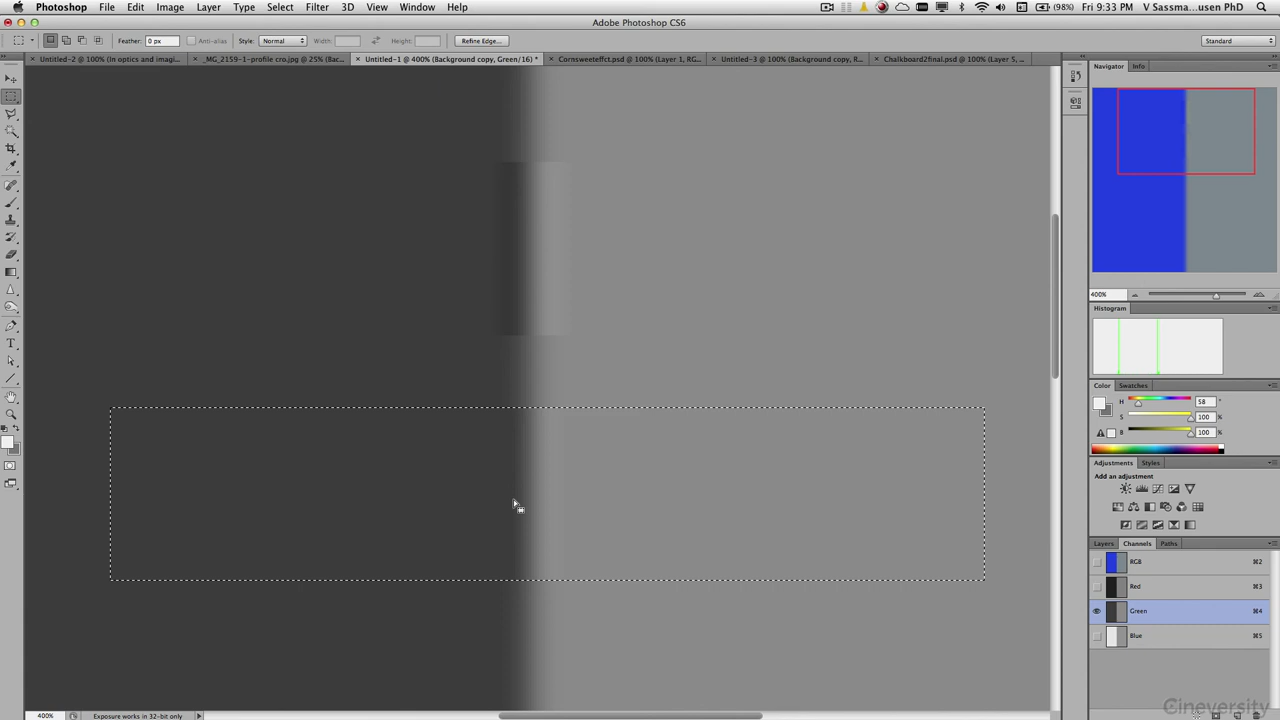 Photoshop File Edit Image Layer Type Select Filter 3D View Window Help (98%) Fri 9:33 PM V Sassma...usen PhD
Adobe Photoshop CS6
Feather: 0 px Anti-alias Style: Normal Width: Height: Refine Edge... Standard
Untitled-2 @ 100% (In optics and imagi... _MG_2159-1-profile cro.jpg @ 25% (Bac... Untitled-1 @ 400% (Background copy, Green/16) * Cornsweeteffct.psd @ 100% (Layer 1, RG... Untitled-3 @ 100% (Background copy, R... Chalkboard2final.psd @ 100% (Layer 5, ...
Navigator Info
400%
Histogram
Color Swatches
H 58 °
S 100 %
B 100 %
Adjustments Styles
Add an adjustment
Layers Channels Paths
RGB ⌘2
Red ⌘3
Green ⌘4
Blue ⌘5
Cineversity
400% Exposure works in 32-bit only